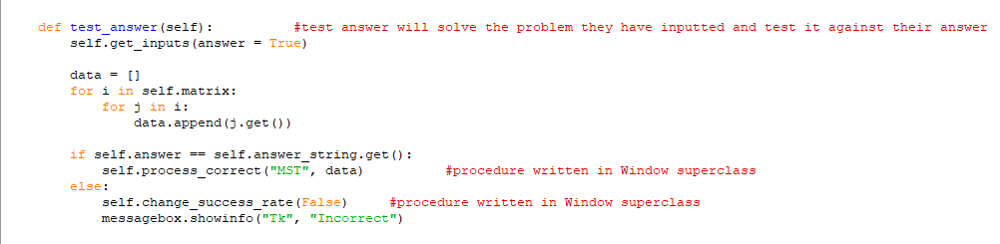 def test_answer(self):          #test answer will solve the problem they have inputted and test it against their answer
    self.get_inputs(answer = True)

    data = []
    for i in self.matrix:
        for j in i:
            data.append(j.get())

    if self.answer == self.answer_string.get():
        self.process_correct("MST", data)          #procedure written in Window superclass
    else:
        self.change_success_rate(False)     #procedure written in Window superclass
        messagebox.showinfo("Tk", "Incorrect")